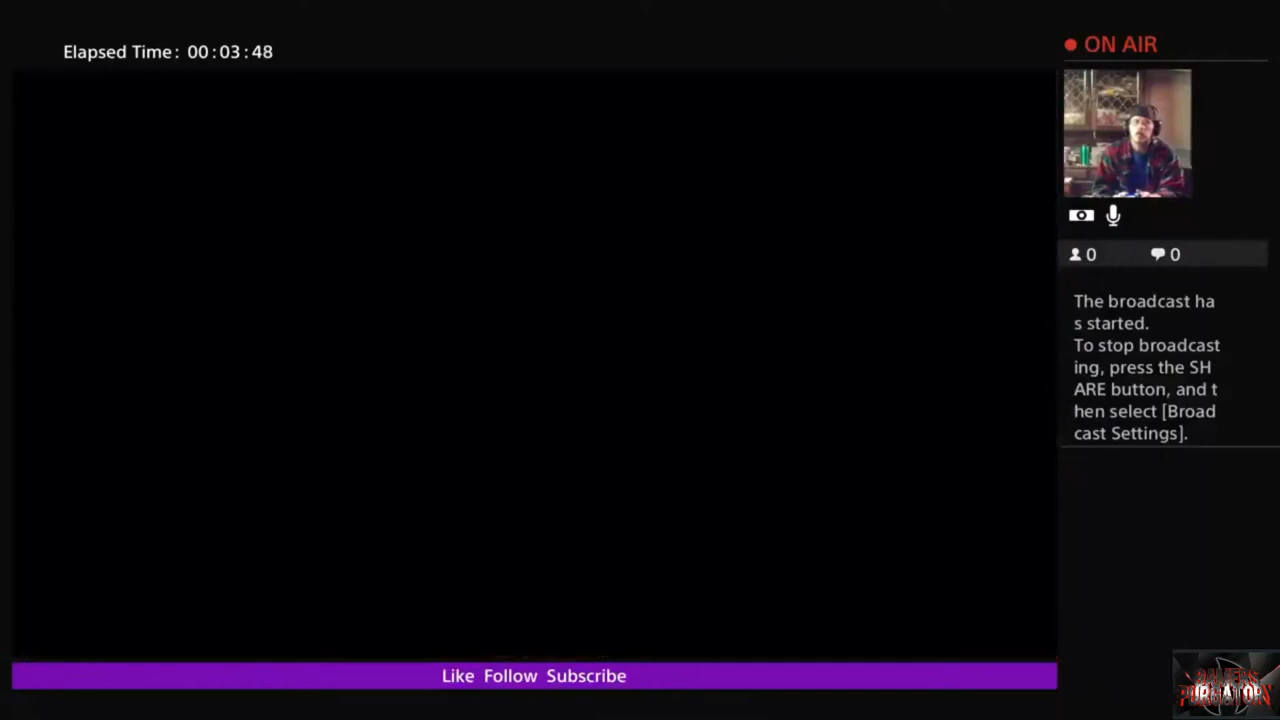 Elapsed Time: 00:03:48
ON AIR
0 0
The broadcast ha
s started.
To stop broadcast
ing, press the SH
ARE button, and t
hen select [Broad
cast Settings].
Like Follow Subscribe
PURGATORY